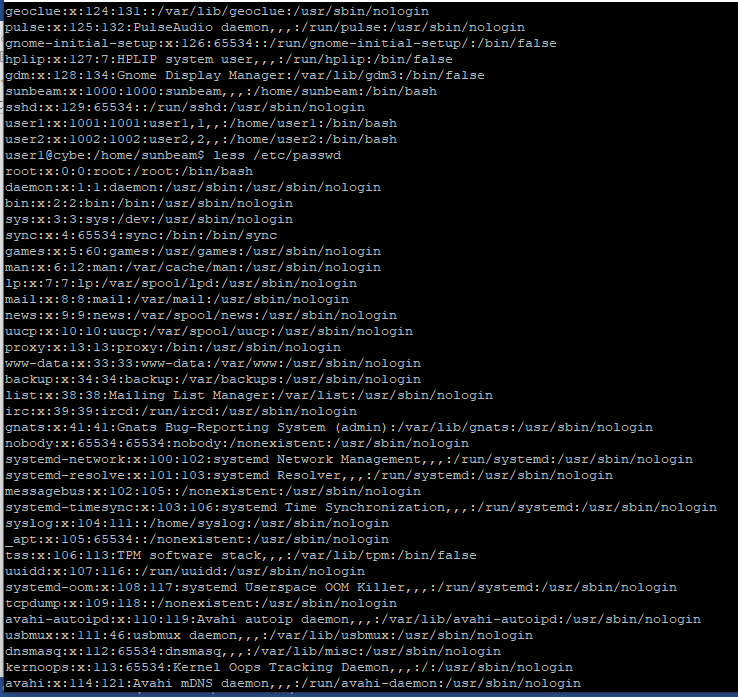 geoclue:x:124:131::/var/lib/geoclue:/usr/sbin/nologin
pulse:x:125:132:PulseAudio daemon,,,:/run/pulse:/usr/sbin/nologin
gnome-initial-setup:x:126:65534::/run/gnome-initial-setup/:/bin/false
hplip:x:127:7:HPLIP system user,,,:/run/hplip:/bin/false
gdm:x:128:134:Gnome Display Manager:/var/lib/gdm3:/bin/false
sunbeam:x:1000:1000:sunbeam,,,:/home/sunbeam:/bin/bash
sshd:x:129:65534::/run/sshd:/usr/sbin/nologin
user1:x:1001:1001:user1,1,,:/home/user1:/bin/bash
user2:x:1002:1002:user2,2,,:/home/user2:/bin/bash
user1@cybe:/home/sunbeam$ less /etc/passwd
root:x:0:0:root:/root:/bin/bash
daemon:x:1:1:daemon:/usr/sbin:/usr/sbin/nologin
bin:x:2:2:bin:/bin:/usr/sbin/nologin
sys:x:3:3:sys:/dev:/usr/sbin/nologin
sync:x:4:65534:sync:/bin:/bin/sync
games:x:5:60:games:/usr/games:/usr/sbin/nologin
man:x:6:12:man:/var/cache/man:/usr/sbin/nologin
lp:x:7:7:lp:/var/spool/lpd:/usr/sbin/nologin
mail:x:8:8:mail:/var/mail:/usr/sbin/nologin
news:x:9:9:news:/var/spool/news:/usr/sbin/nologin
uucp:x:10:10:uucp:/var/spool/uucp:/usr/sbin/nologin
proxy:x:13:13:proxy:/bin:/usr/sbin/nologin
www-data:x:33:33:www-data:/var/www:/usr/sbin/nologin
backup:x:34:34:backup:/var/backups:/usr/sbin/nologin
list:x:38:38:Mailing List Manager:/var/list:/usr/sbin/nologin
irc:x:39:39:ircd:/run/ircd:/usr/sbin/nologin
gnats:x:41:41:Gnats Bug-Reporting System (admin):/var/lib/gnats:/usr/sbin/nologin
nobody:x:65534:65534:nobody:/nonexistent:/usr/sbin/nologin
systemd-network:x:100:102:systemd Network Management,,,:/run/systemd:/usr/sbin/nologin
systemd-resolve:x:101:103:systemd Resolver,,,:/run/systemd:/usr/sbin/nologin
messagebus:x:102:105::/nonexistent:/usr/sbin/nologin
systemd-timesync:x:103:106:systemd Time Synchronization,,,:/run/systemd:/usr/sbin/nologin
syslog:x:104:111::/home/syslog:/usr/sbin/nologin
_apt:x:105:65534::/nonexistent:/usr/sbin/nologin
tss:x:106:113:TPM software stack,,,:/var/lib/tpm:/bin/false
uuidd:x:107:116::/run/uuidd:/usr/sbin/nologin
systemd-oom:x:108:117:systemd Userspace OOM Killer,,,:/run/systemd:/usr/sbin/nologin
tcpdump:x:109:118::/nonexistent:/usr/sbin/nologin
avahi-autoipd:x:110:119:Avahi autoip daemon,,,:/var/lib/avahi-autoipd:/usr/sbin/nologin
usbmux:x:111:46:usbmux daemon,,,:/var/lib/usbmux:/usr/sbin/nologin
dnsmasq:x:112:65534:dnsmasq,,,:/var/lib/misc:/usr/sbin/nologin
kernoops:x:113:65534:Kernel Oops Tracking Daemon,,,:/:/usr/sbin/nologin
avahi:x:114:121:Avahi mDNS daemon,,,:/run/avahi-daemon:/usr/sbin/nologin